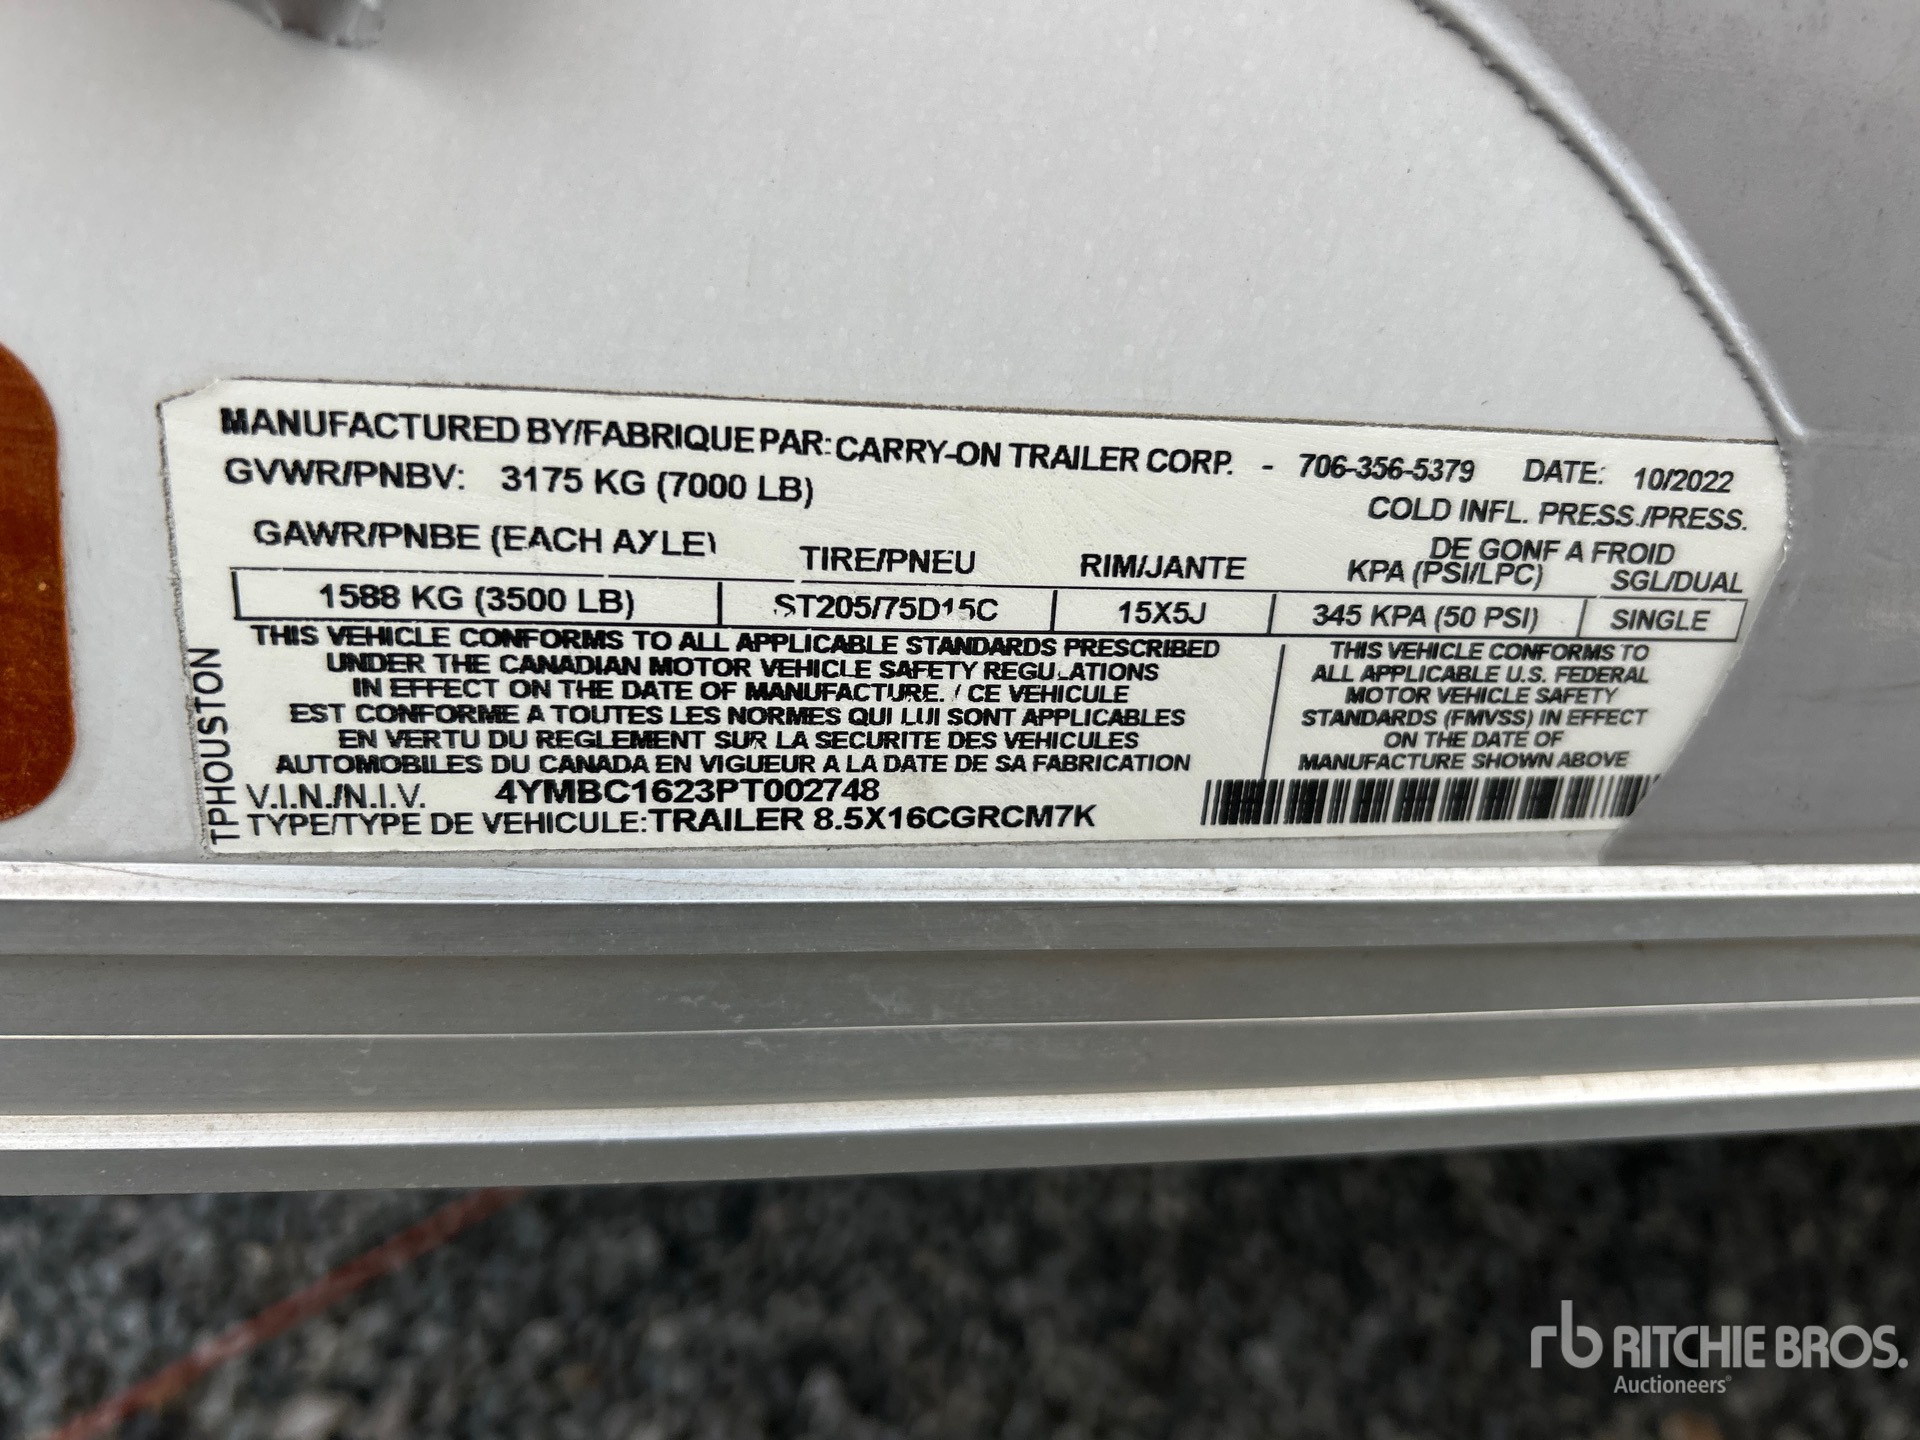 MANUFACTURED BY/FABRIQUE PAR: CARRY-ON TRAILER CORP. - 706-356-5379 DATE: 10/2022
GVWR/PNBV: 3175 KG (7000 LB)
COLD INFL. PRESS./PRESS.
DE GONF A FROID
GAWR/PNBE (EACH AXLE) TIRE/PNEU RIM/JANTE KPA (PSI/LPC) SGL/DUAL
1588 KG (3500 LB) ST205/75D15C 15X5J 345 KPA (50 PSI) SINGLE
THIS VEHICLE CONFORMS TO ALL APPLICABLE STANDARDS PRESCRIBED
UNDER THE CANADIAN MOTOR VEHICLE SAFETY REGULATIONS
IN EFFECT ON THE DATE OF MANUFACTURE. / CE VEHICULE
EST CONFORME A TOUTES LES NORMES QUI LUI SONT APPLICABLES
EN VERTU DU REGLEMENT SUR LA SECURITE DES VEHICULES
AUTOMOBILES DU CANADA EN VIGUEUR A LA DATE DE SA FABRICATION
THIS VEHICLE CONFORMS TO
ALL APPLICABLE U.S. FEDERAL
MOTOR VEHICLE SAFETY
STANDARDS (FMVSS) IN EFFECT
ON THE DATE OF
MANUFACTURE SHOWN ABOVE
V.I.N./N.I.V. 4YMBC1623PT002748
TYPE/TYPE DE VEHICULE: TRAILER 8.5X16CGRCM7K
TPHOUSTON
rb RITCHIE BROS.
Auctioneers